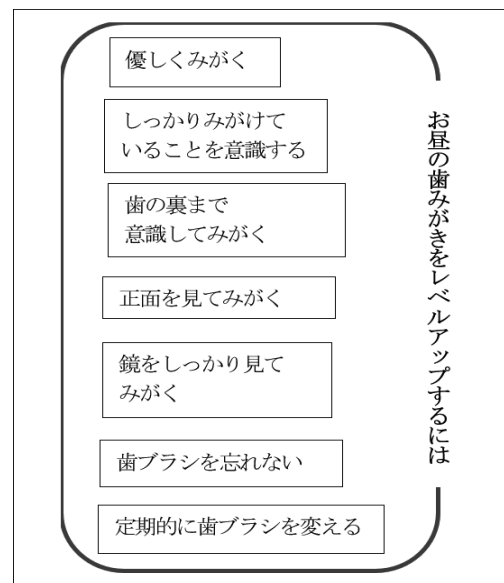 お昼の歯みがきをレベルアップするには
優しくみがく
しっかりみがけて
いることを意識する
歯の裏まで
意識してみがく
正面を見てみがく
鏡をしっかり見て
みがく
歯ブラシを忘れない
定期的に歯ブラシを変える